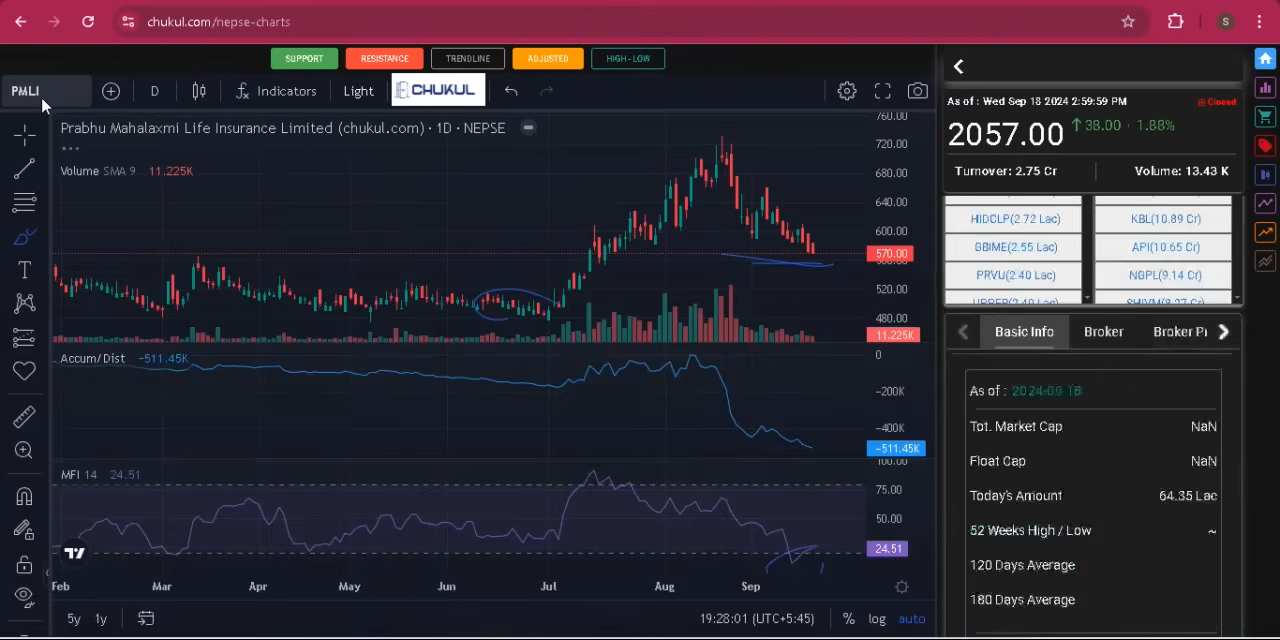 chukul.com/nepse-charts
S
SUPPORT
RESISTANCE
TRENDLINE
ADJUSTED
HIGH-LOW
PMLI
D
Indicators
Light
CHUKUL
Prabhu Mahalaxmi Life Insurance Limited (chukul.com) · 1D · NEPSE
Volume SMA 9 11.225K
760.00
720.00
680.00
640.00
600.00
570.00
520.00
480.00
11.225K
Accum/Dist −511.45K
0
−200K
−400K
−511.45K
MFI 14 24.51
100.00
75.00
50.00
24.51
Feb
Mar
Apr
May
Jun
Jul
Aug
Sep
5y
1y
19:28:01 (UTC+5:45)
%
log
auto
As of : Wed Sep 18 2024 2:59:59 PM
Closed
2057.00
↑38.00 · 1.88%
Turnover: 2.75 Cr
Volume: 13.43 K
HIDCLP(2.72 Lac)
KBL(10.89 Cr)
GBIME(2.55 Lac)
API(10.65 Cr)
PRVU(2.40 Lac)
NGPL(9.14 Cr)
Basic Info
Broker
As of : 2024-09-18
Tot. Market Cap
NaN
Float Cap
NaN
Today's Amount
64.35 Lac
52 Weeks High / Low
~
120 Days Average
180 Days Average